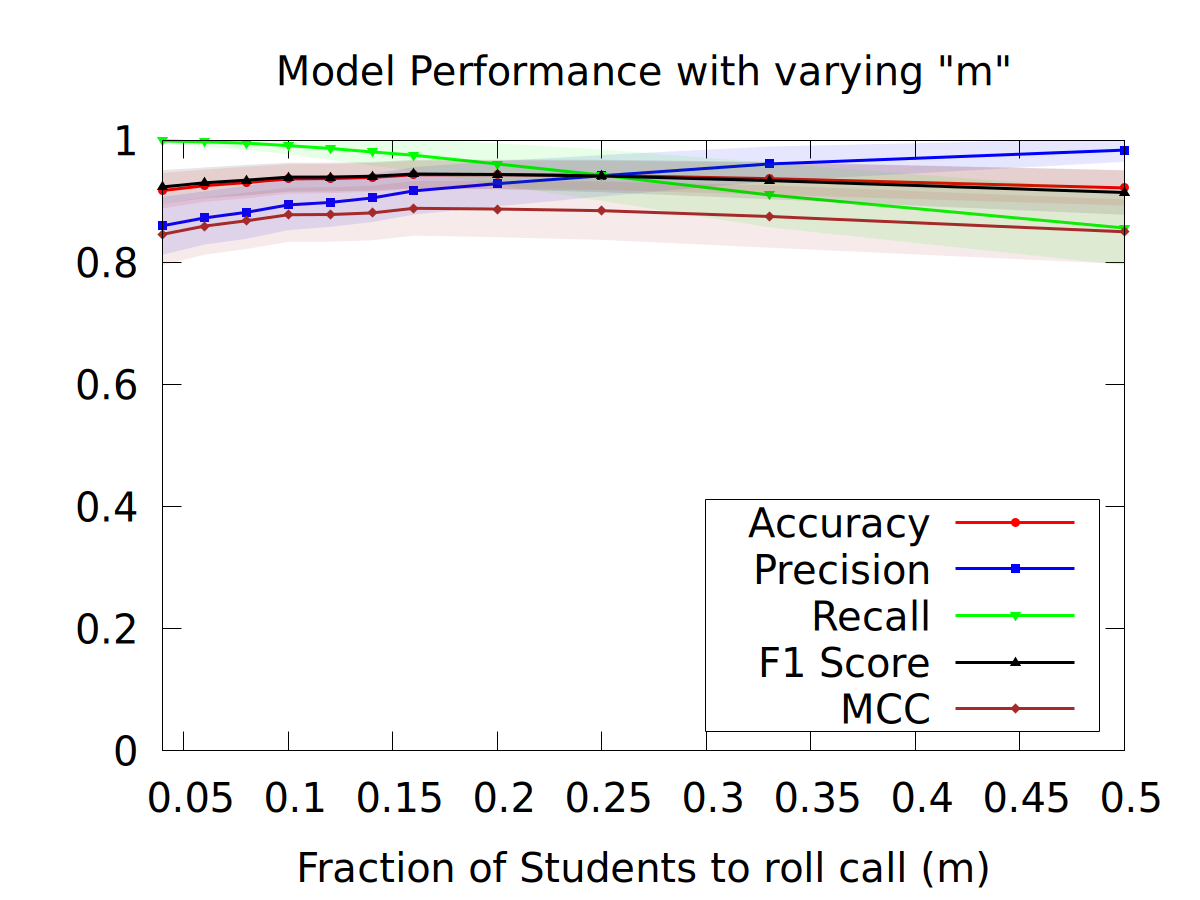 Model Performance with varying "m"
1
0.8
0.6
0.4
0.2
0
Accuracy
Precision
Recall
F1 Score
MCC
0.05 0.1 0.15 0.2 0.25 0.3 0.35 0.4 0.45 0.5
Fraction of Students to roll call (m)